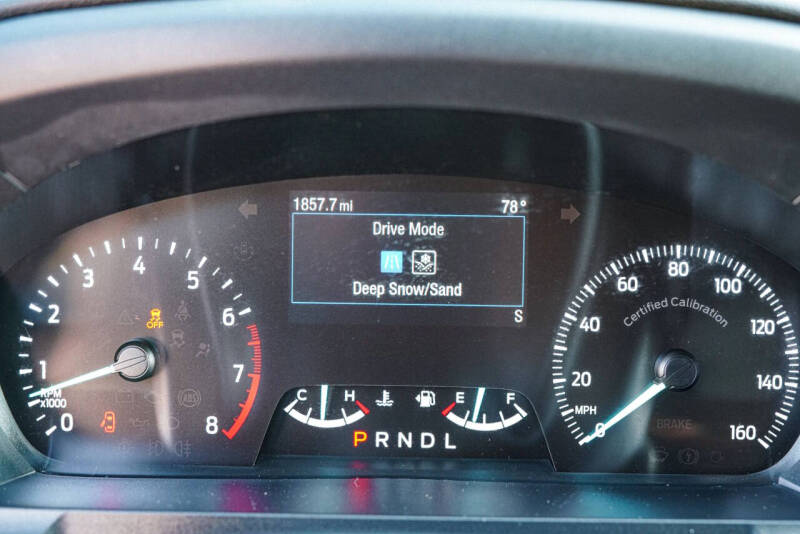 1857.7 mi 78°
Drive Mode
Deep Snow/Sand
S
0 1 2 3 4 5 6 7 8
RPM
x1000
OFF
ABS
C H
E F
P R N D L
0 20 40 60 80 100 120 140 160
Certified Calibration
MPH
BRAKE